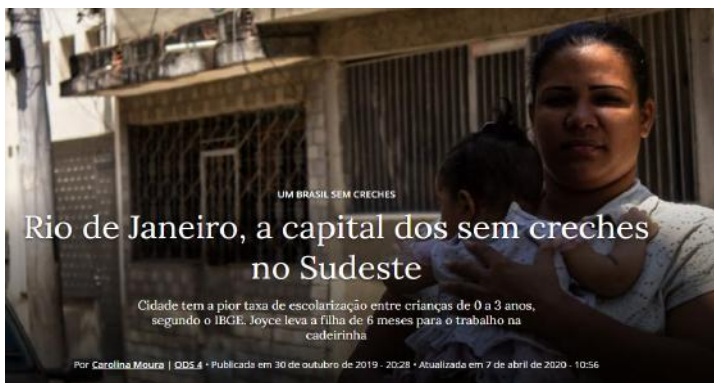 UM BRASIL SEM CRECHES
Rio de Janeiro, a capital dos sem creches
no Sudeste
Cidade tem a pior taxa de escolarização entre crianças de 0 a 3 anos,
segundo o IBGE. Joyce leva a filha de 6 meses para o trabalho na
cadeirinha
Por Carolina Moura | ODS 4 • Publicada em 30 de outubro de 2019 - 20:28 • Atualizada em 7 de abril de 2020 - 10:56